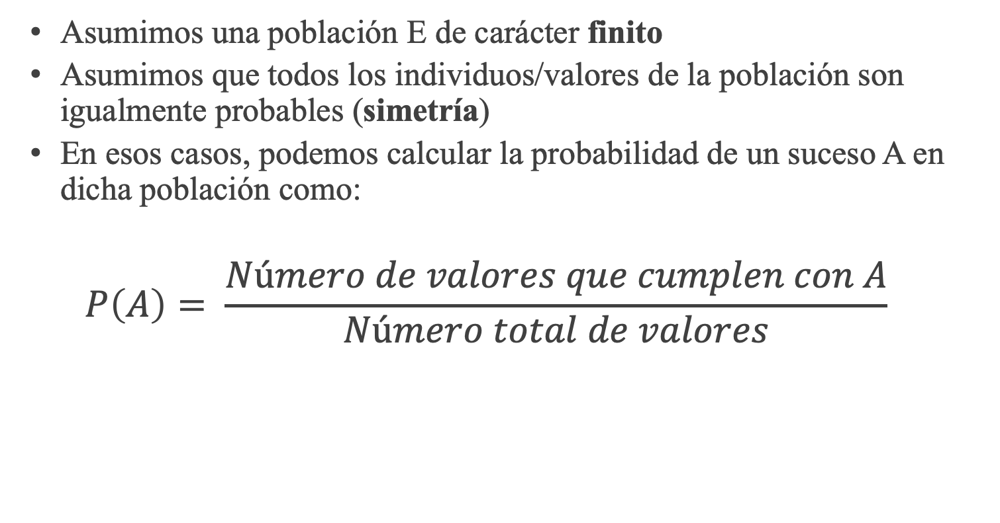 • Asumimos una población E de carácter finito
• Asumimos que todos los individuos/valores de la población son
igualmente probables (simetría)
• En esos casos, podemos calcular la probabilidad de un suceso A en
dicha población como:
Número de valores que cumplen con A
P(A) =
Número total de valores